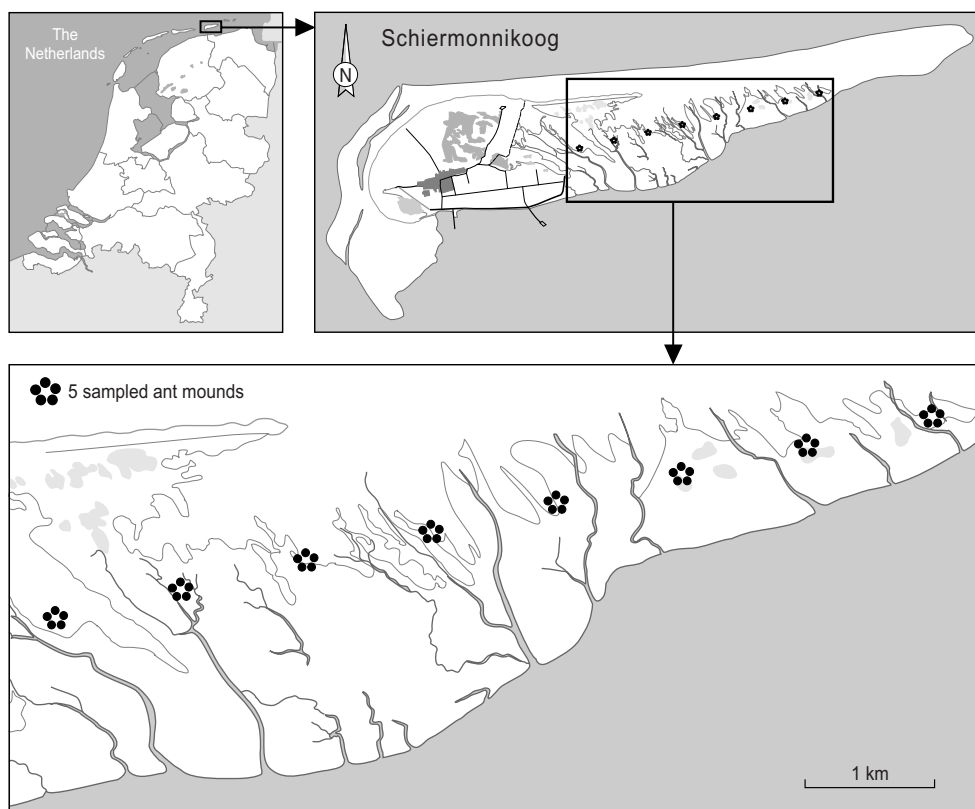 The
Netherlands
Schiermonnikoog
N
5 sampled ant mounds
1 km